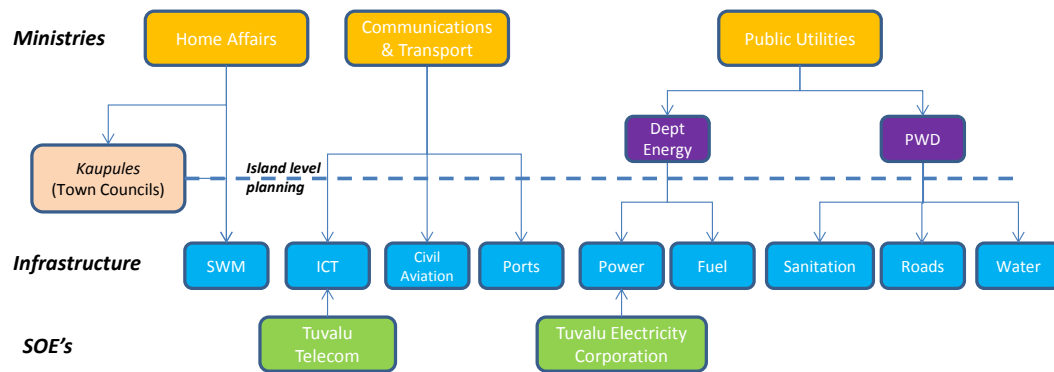 Ministries
Home Affairs
Communications
& Transport
Public Utilities
Dept
Energy
PWD
Kaupules
(Town Councils)
Island level
planning
Infrastructure
SWM
ICT
Civil
Aviation
Ports
Power
Fuel
Sanitation
Roads
Water
SOE's
Tuvalu
Telecom
Tuvalu Electricity
Corporation